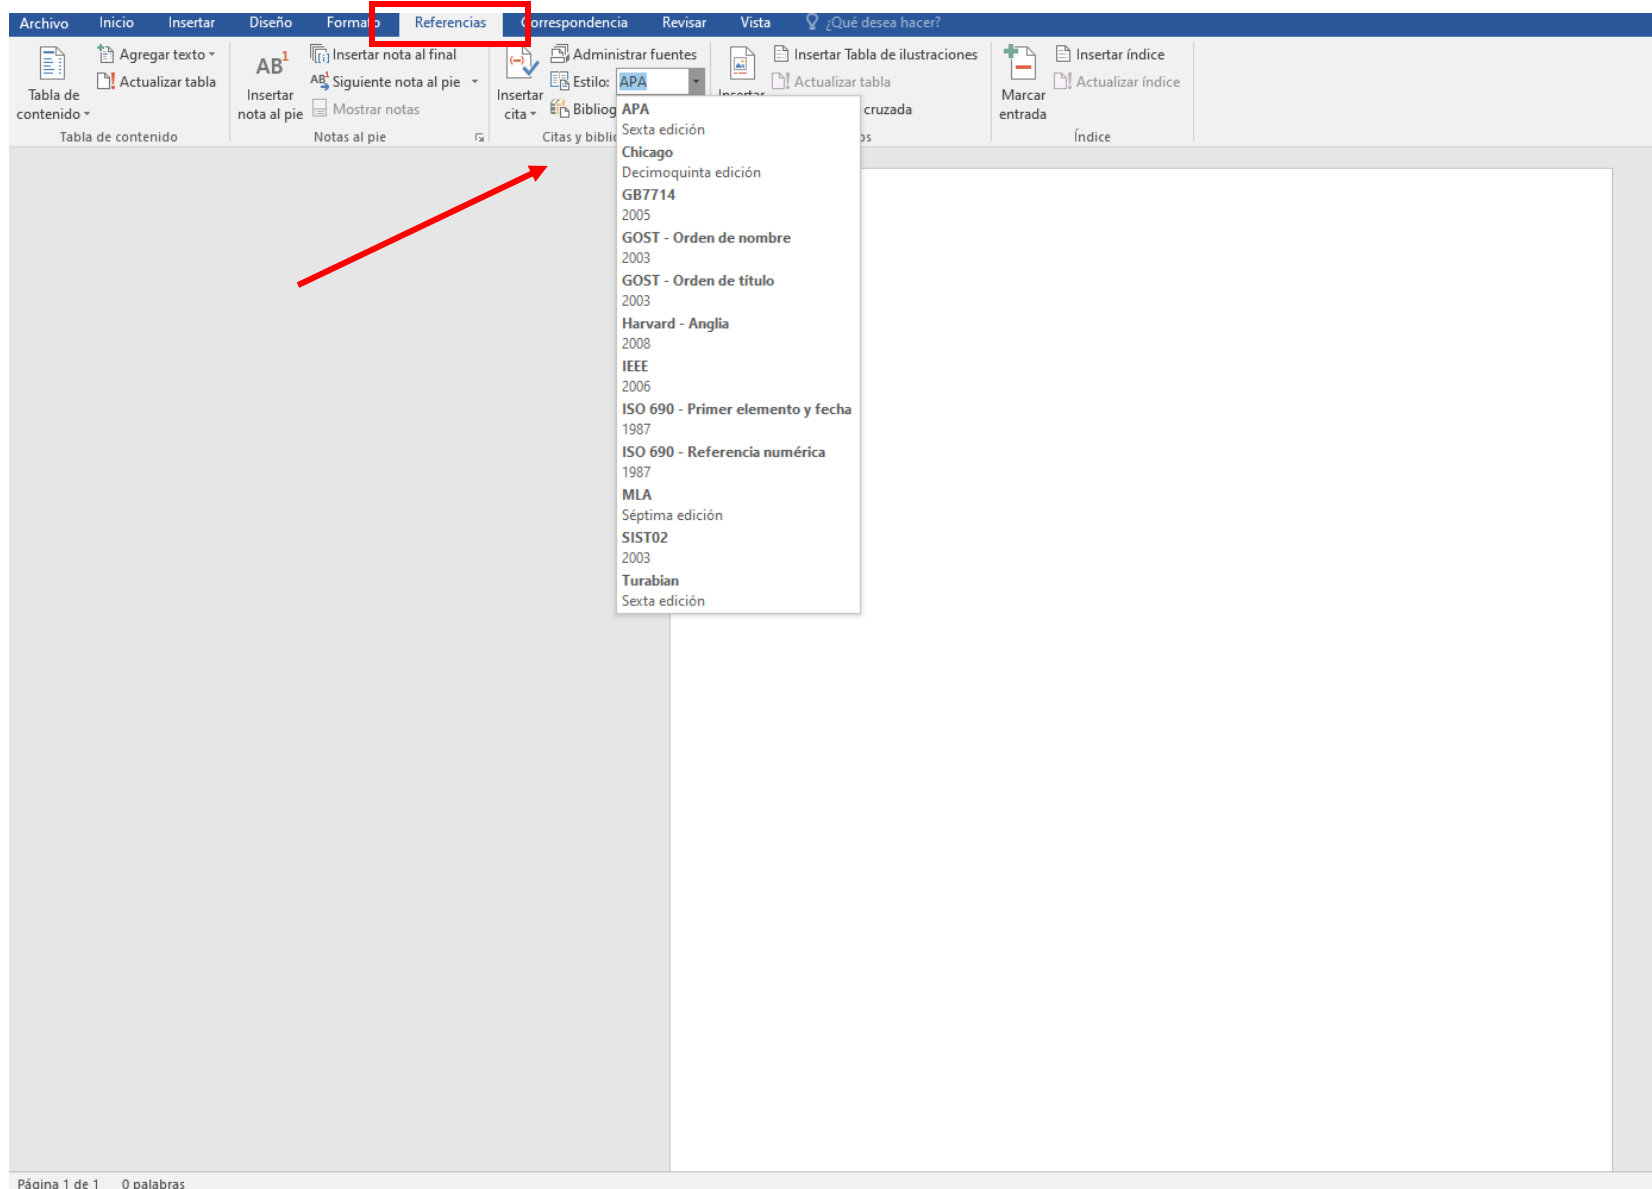 Archivo Inicio Insertar Diseño Formato Referencias Correspondencia Revisar Vista ¿Qué desea hacer?
Tabla de
contenido
Agregar texto
Actualizar tabla
Tabla de contenido
AB1
Insertar
nota al pie
Insertar nota al final
AB1 Siguiente nota al pie
Mostrar notas
Notas al pie
Insertar
cita
Administrar fuentes
Estilo: APA
Bibliog
Citas y biblio
Insertar
Insertar Tabla de ilustraciones
Actualizar tabla
cruzada
os
Marcar
entrada
Insertar índice
Actualizar índice
Índice
APA
Sexta edición
Chicago
Decimoquinta edición
GB7714
2005
GOST - Orden de nombre
2003
GOST - Orden de título
2003
Harvard - Anglia
2008
IEEE
2006
ISO 690 - Primer elemento y fecha
1987
ISO 690 - Referencia numérica
1987
MLA
Séptima edición
SIST02
2003
Turabian
Sexta edición
Página 1 de 1 0 palabras